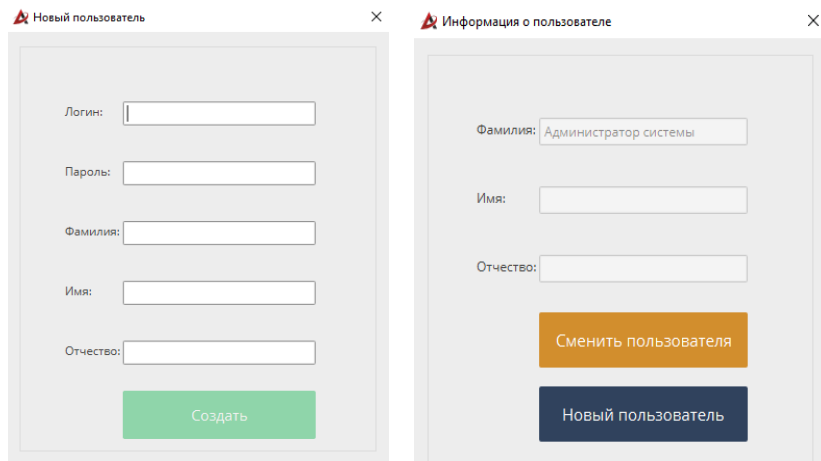 Новый пользователь
Логин:
Пароль:
Фамилия:
Имя:
Отчество:
Создать
Информация о пользователе
Фамилия: Администратор системы
Имя:
Отчество:
Сменить пользователя
Новый пользователь